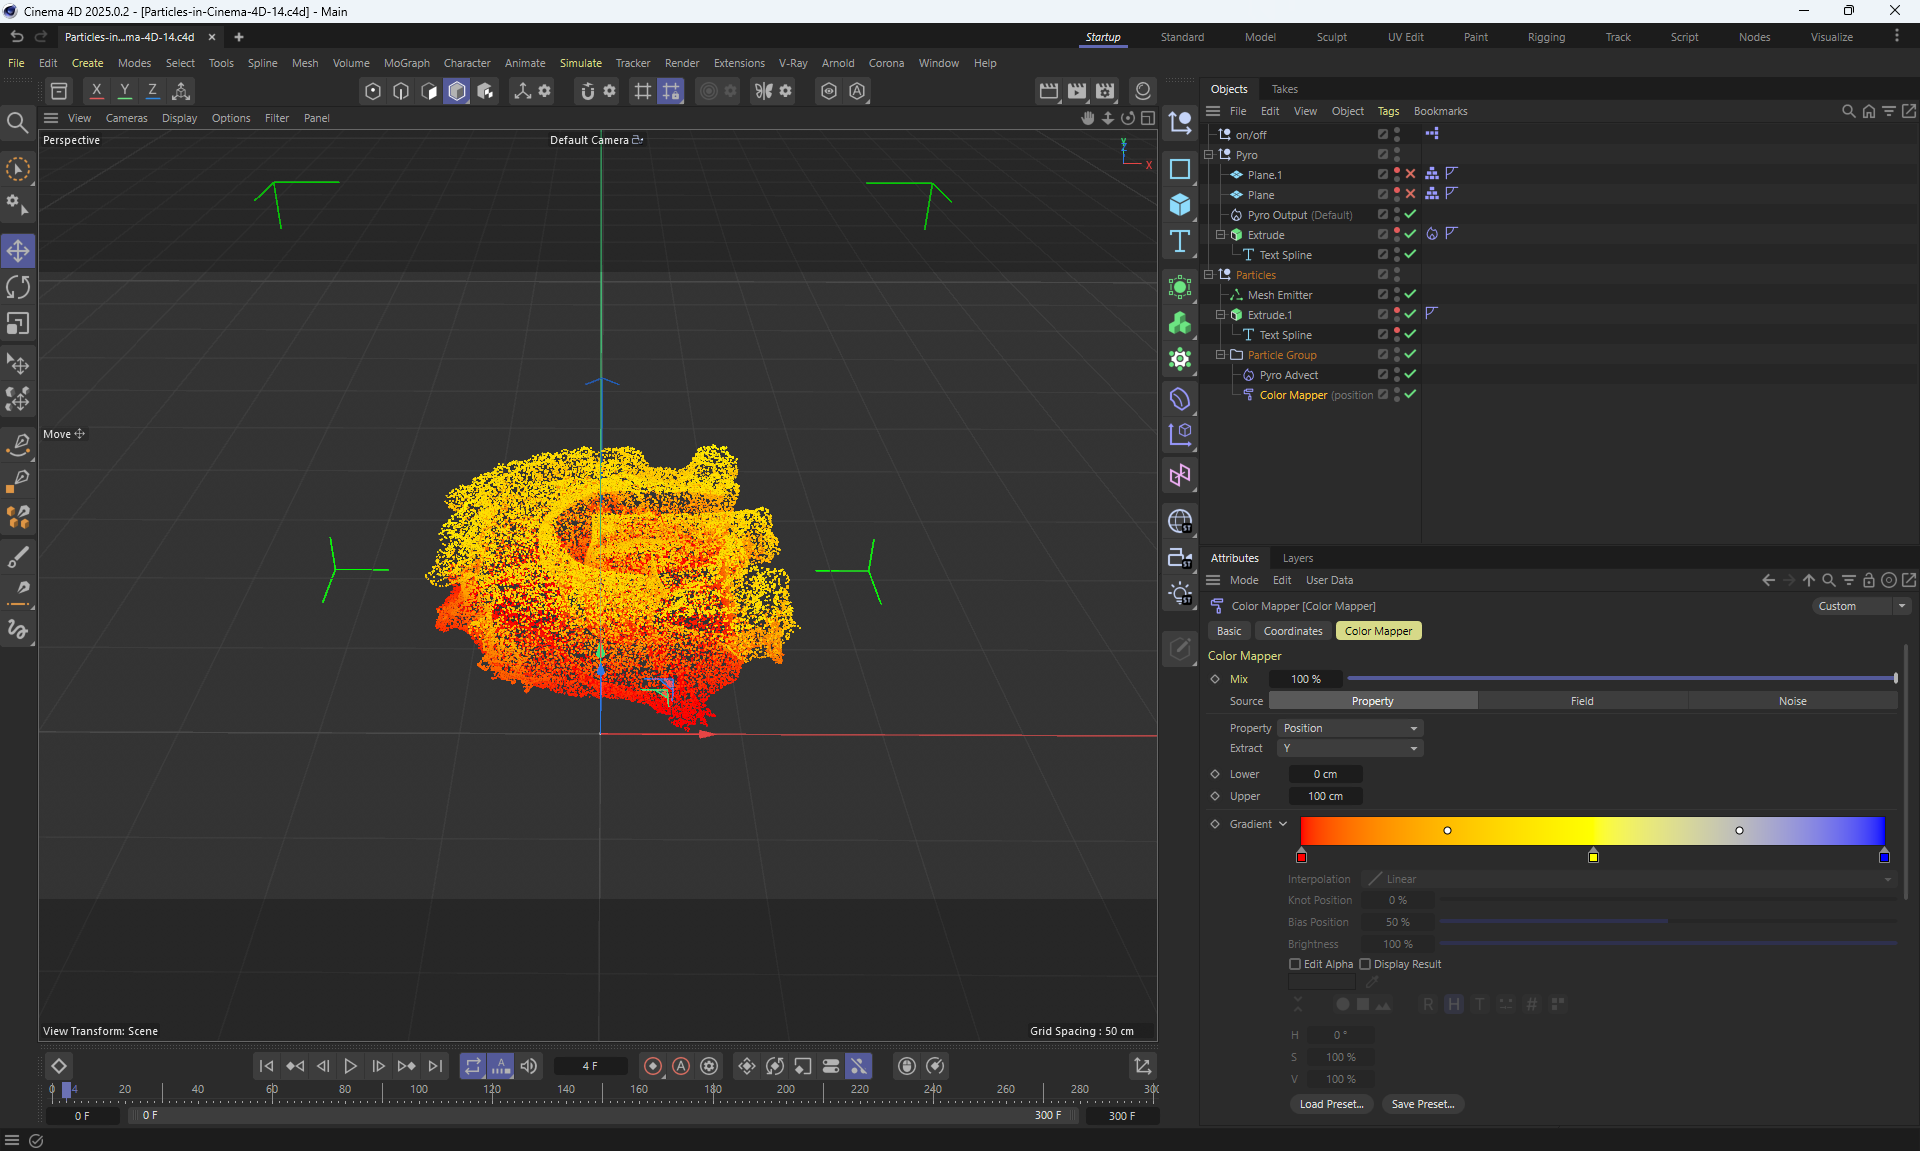 Cinema 4D 2025.0.2 - [Particles-in-Cinema-4D-14.c4d] - Main
Particles-in...ma-4D-14.c4d
Startup Standard Model Sculpt UV Edit Paint Rigging Track Script Nodes Visualize
File Edit Create Modes Select Tools Spline Mesh Volume MoGraph Character Animate Simulate Tracker Render Extensions V-Ray Arnold Corona Window Help
X Y Z
View Cameras Display Options Filter Panel
Perspective
Default Camera
Y
X
Move
View Transform: Scene
Grid Spacing : 50 cm
4 F
0 4 20 40 60 80 100 120 140 160 180 200 220 240 260 280 30
0 F
0 F
300 F
300 F
Objects Takes
File Edit View Object Tags Bookmarks
on/off
Pyro
Plane.1
Plane
Pyro Output (Default)
Extrude
Text Spline
Particles
Mesh Emitter
Extrude.1
Text Spline
Particle Group
Pyro Advect
Color Mapper (position
Attributes Layers
Mode Edit User Data
Color Mapper [Color Mapper]
Custom
Basic Coordinates Color Mapper
Color Mapper
Mix 100 %
Source Property Field Noise
Property Position
Extract Y
Lower 0 cm
Upper 100 cm
Gradient
Interpolation Linear
Knot Position 0 %
Bias Position 50 %
Brightness 100 %
Edit Alpha Display Result
R H T #
H 0 °
S 100 %
V 100 %
Load Preset... Save Preset...